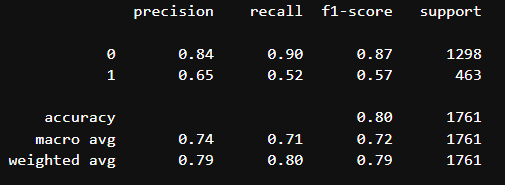 precision recall f1-score support
0 0.84 0.90 0.87 1298
1 0.65 0.52 0.57 463
accuracy 0.80 1761
macro avg 0.74 0.71 0.72 1761
weighted avg 0.79 0.80 0.79 1761